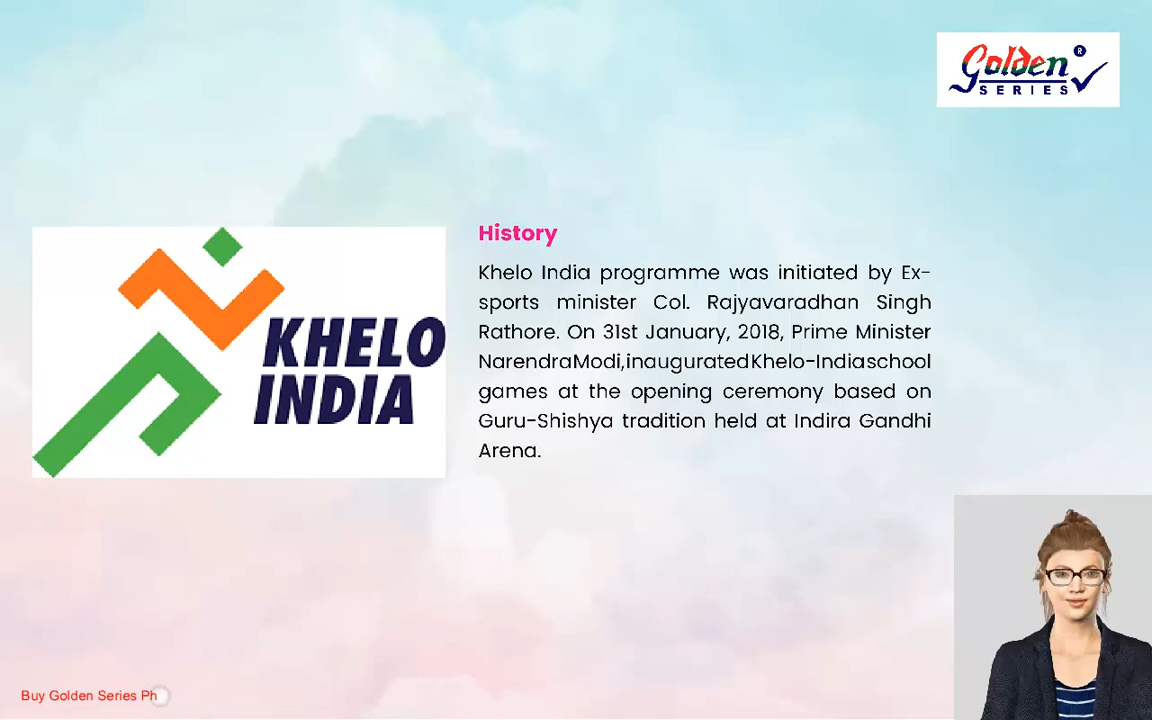 Golden®
SERIES
History
Khelo India programme was initiated by Ex-
sports minister Col. Rajyavaradhan Singh
Rathore. On 31st January, 2018, Prime Minister
NarendraModi,inauguratedKhelo-Indiaschool
games at the opening ceremony based on
Guru-Shishya tradition held at Indira Gandhi
Arena.
KHELO
INDIA
Buy Golden Series Ph